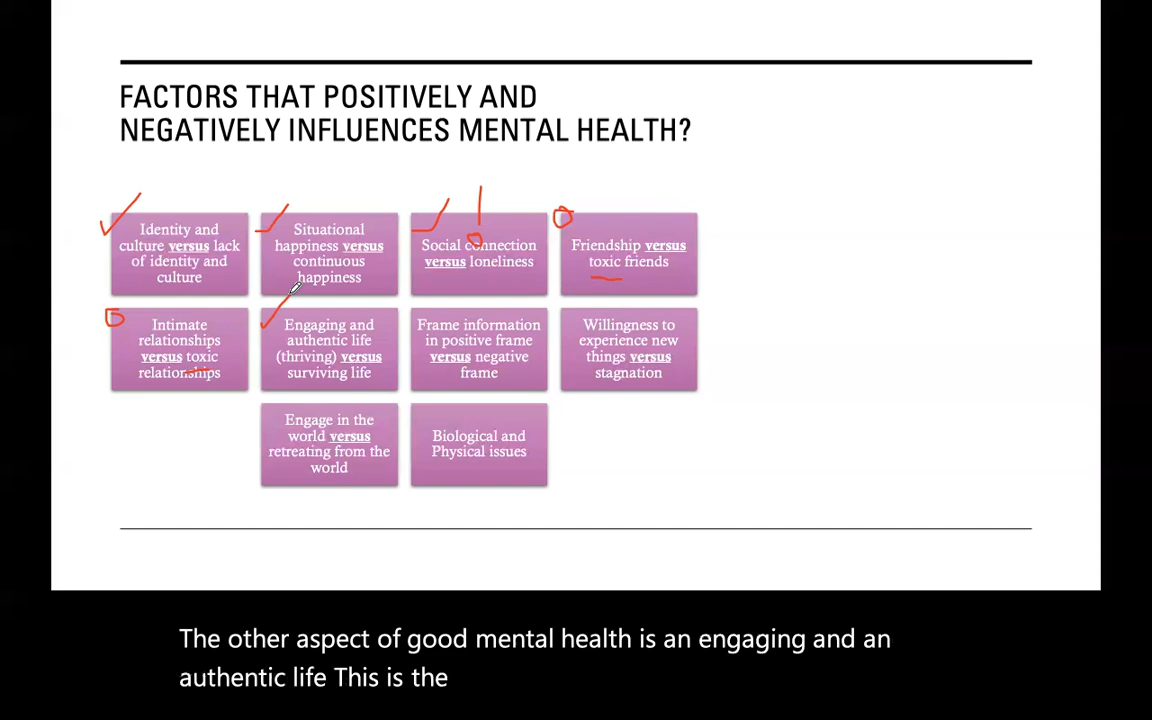 FACTORS THAT POSITIVELY AND
NEGATIVELY INFLUENCES MENTAL HEALTH?
Identity and
culture versus lack
of identity and
culture
Situational
happiness versus
continuous
happiness
Social connection
versus loneliness
Friendship versus
toxic friends
Intimate
relationships
versus toxic
relationships
Engaging and
authentic life
(thriving) versus
surviving life
Frame information
in positive frame
versus negative
frame
Willingness to
experience new
things versus
stagnation
Engage in the
world versus
retreating from the
world
Biological and
Physical issues
The other aspect of good mental health is an engaging and an
authentic life This is the